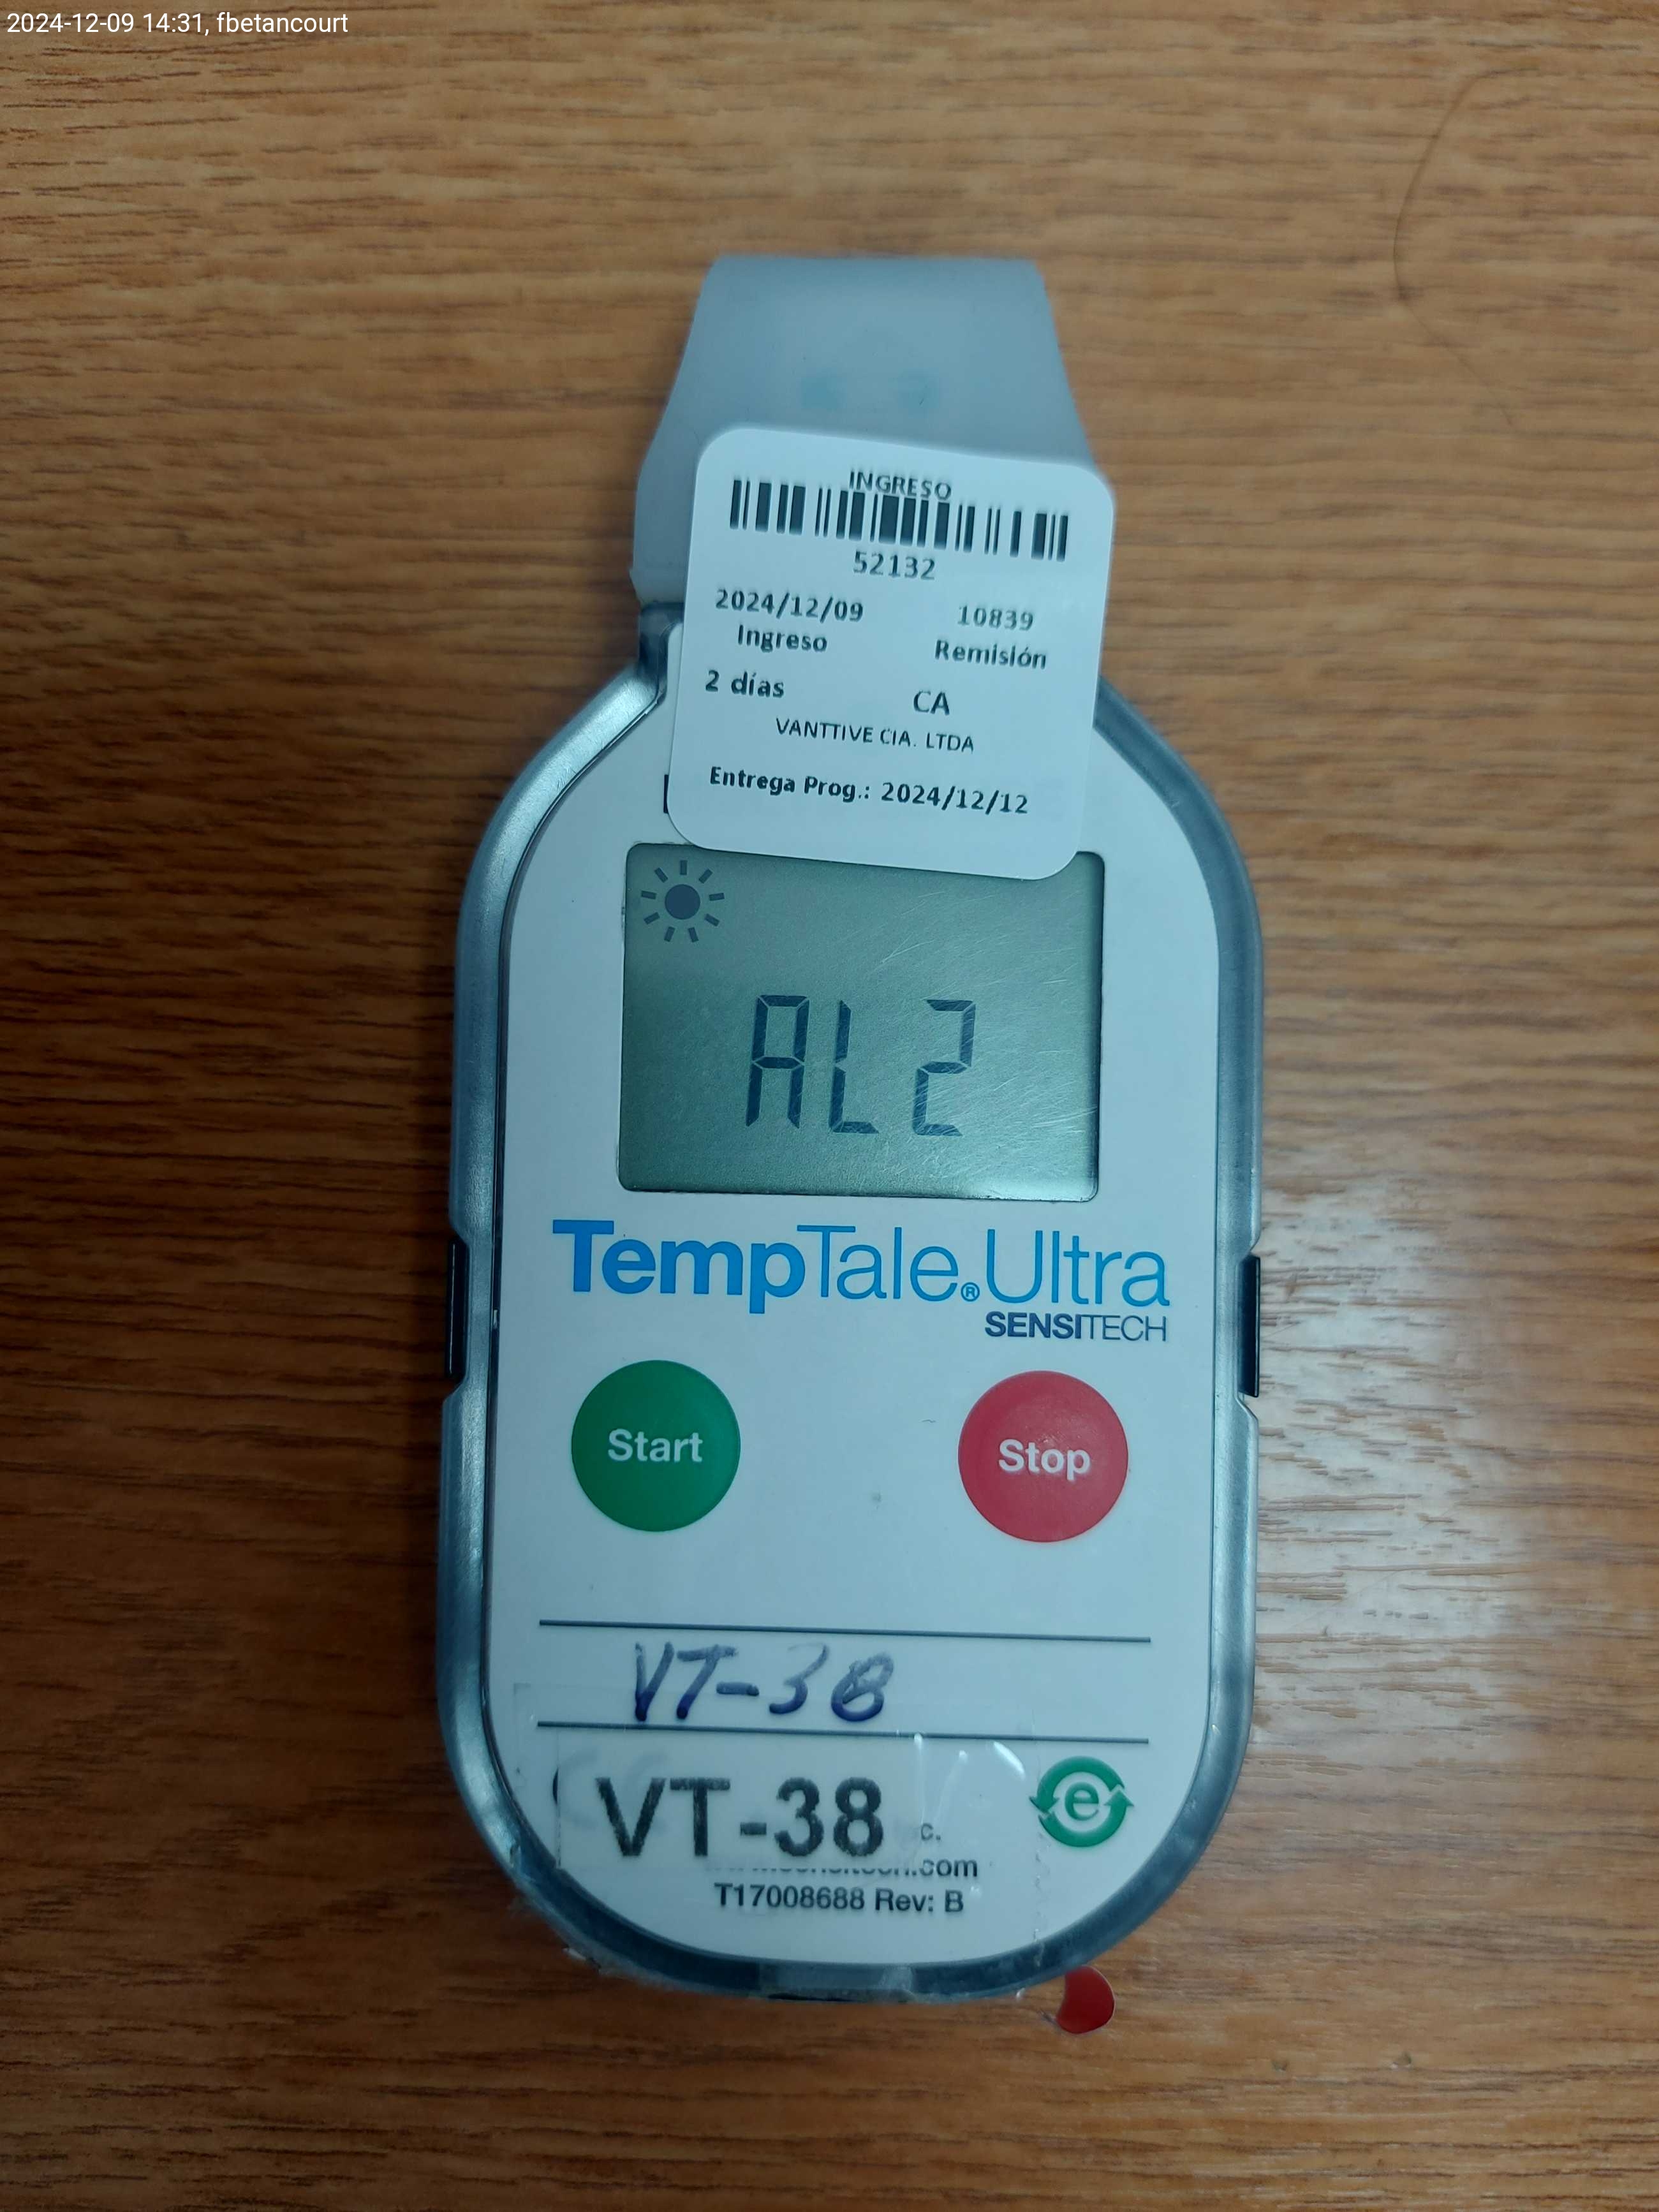 2024-12-09 14:31, fbetancourt
INGRESO
52132
2024/12/09 10839
Ingreso Remisión
2 días CA
VANTTIVE CIA. LTDA
Entrega Prog.: 2024/12/12
AL2
TempTale® Ultra
SENSITECH
Start Stop
VT-38
VT-38
c.
.com
T17008688 Rev: B